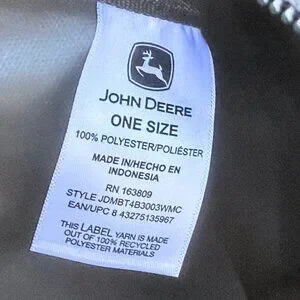 JOHN DEERE
ONE SIZE
100% POLYESTER/POLIÉSTER
MADE IN/HECHO EN
INDONESIA
RN 163809
STYLE JDMBT4B3003WMC
EAN/UPC 8 43275135967
THIS LABEL YARN IS MADE
OUT OF 100% RECYCLED
POLYESTER MATERIALS